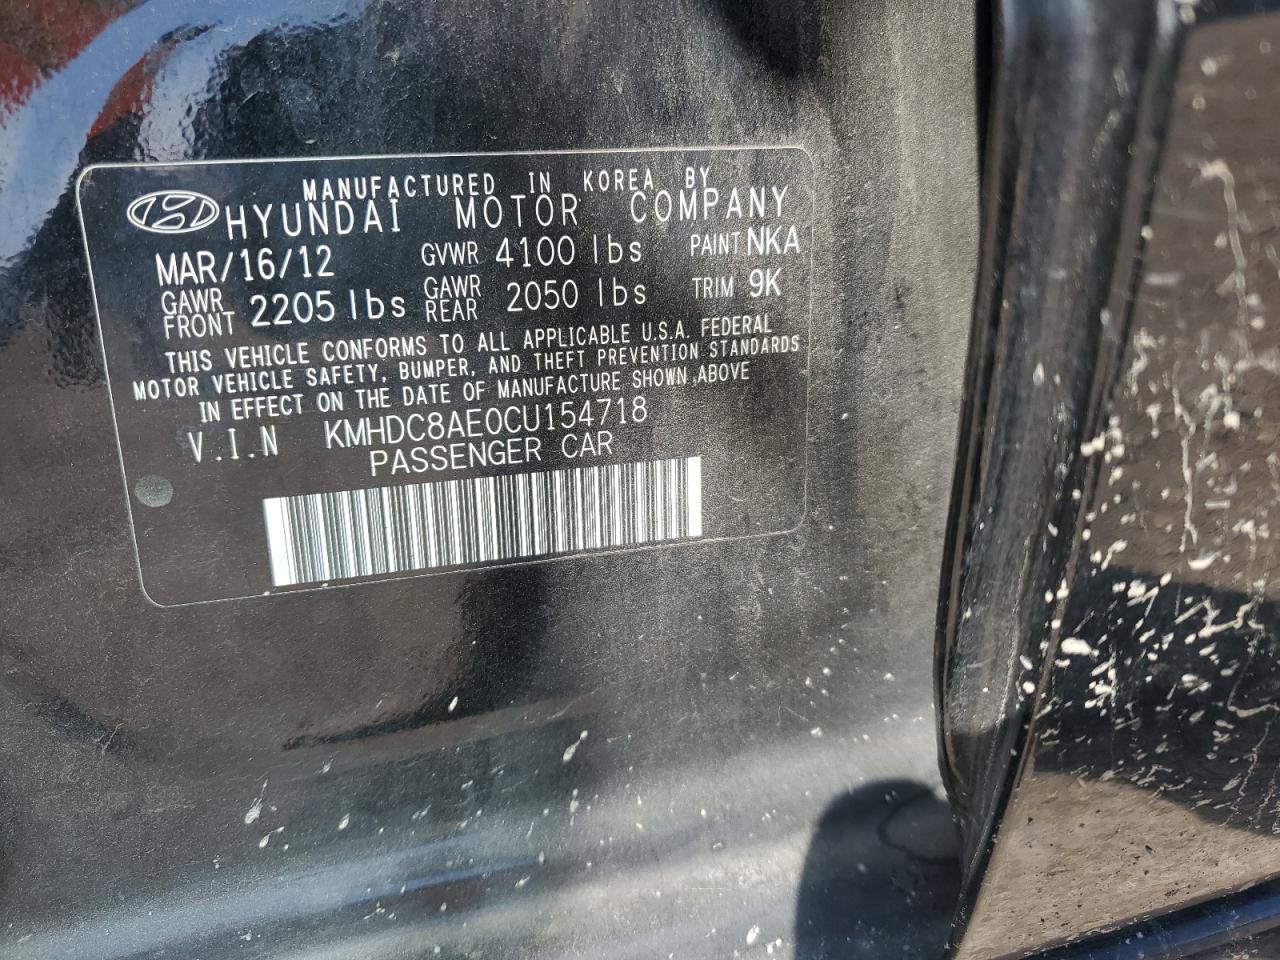 MANUFACTURED IN KOREA BY
HYUNDAI MOTOR COMPANY
MAR/16/12 GVWR 4100 lbs PAINT NKA
GAWR FRONT 2205 lbs GAWR REAR 2050 lbs TRIM 9K
THIS VEHICLE CONFORMS TO ALL APPLICABLE U.S.A. FEDERAL
MOTOR VEHICLE SAFETY, BUMPER, AND THEFT PREVENTION STANDARDS
IN EFFECT ON THE DATE OF MANUFACTURE SHOWN ABOVE
V.I.N KMHDC8AE0CU154718
PASSENGER CAR